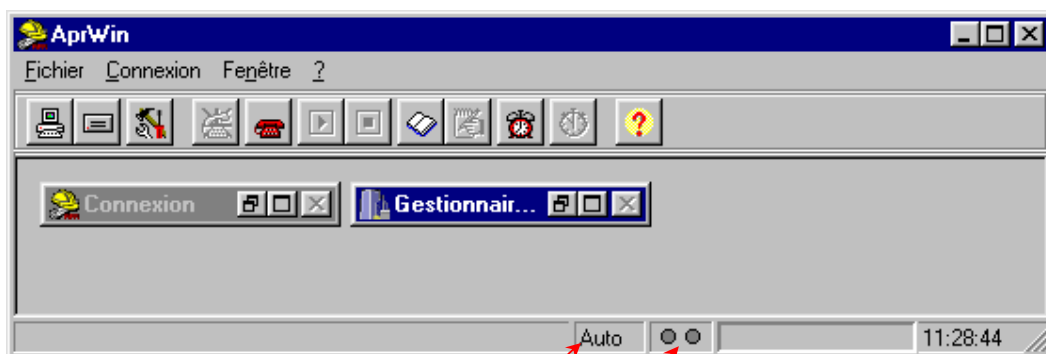 AprWin
Fichier Connexion Fenêtre ?
Connexion Gestionnair...
Auto 11:28:44